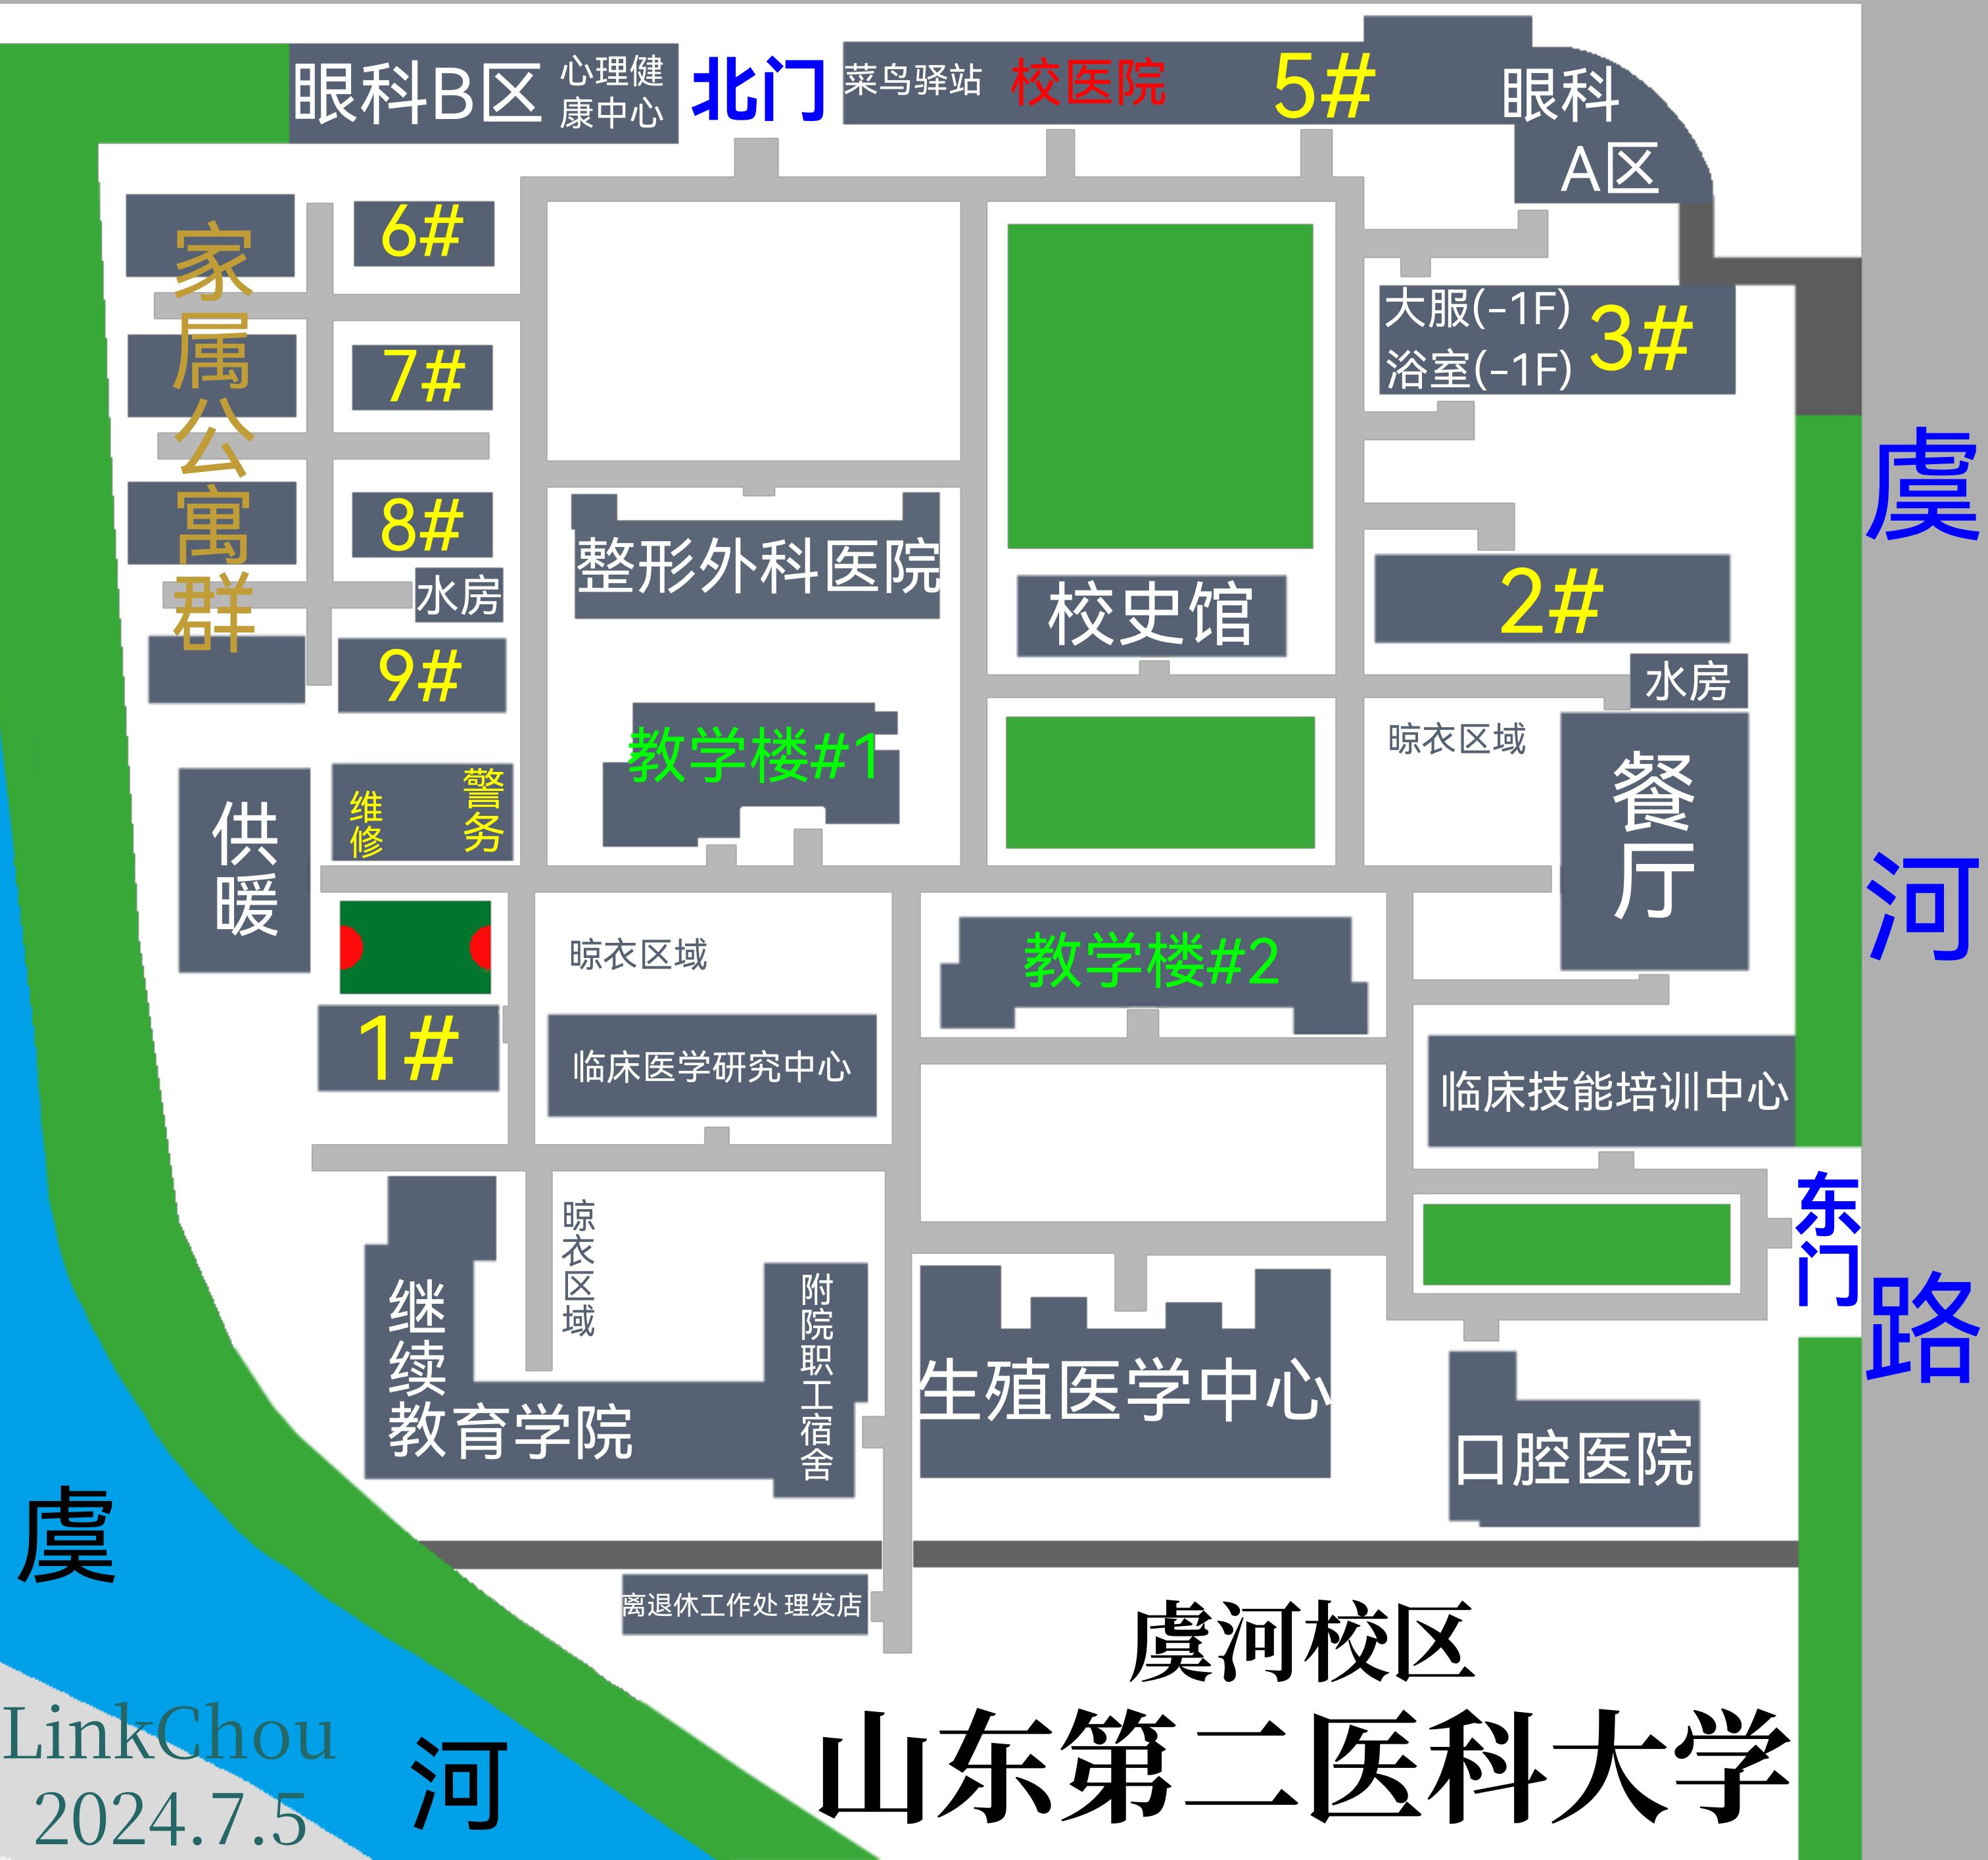 眼科B区
心理健
康中心
北门
菜鸟驿站
校医院
5#
眼科
A区
家属公寓群
6#
7#
8#
水房
9#
大服(-1F)
浴室(-1F)
3#
整形外科医院
校史馆
2#
水房
晾衣区域
教学楼#1
餐厅
供暖
维修
警务
虞河路
晾衣区域
教学楼#2
1#
临床医学研究中心
临床技能培训中心
东门
晾衣区域
继续
教育学院
附院职工宿舍
生殖医学中心
口腔医院
离退休工作处 理发店
虞河
虞河校区
山东第二医科大学
LinkChou
2024.7.5